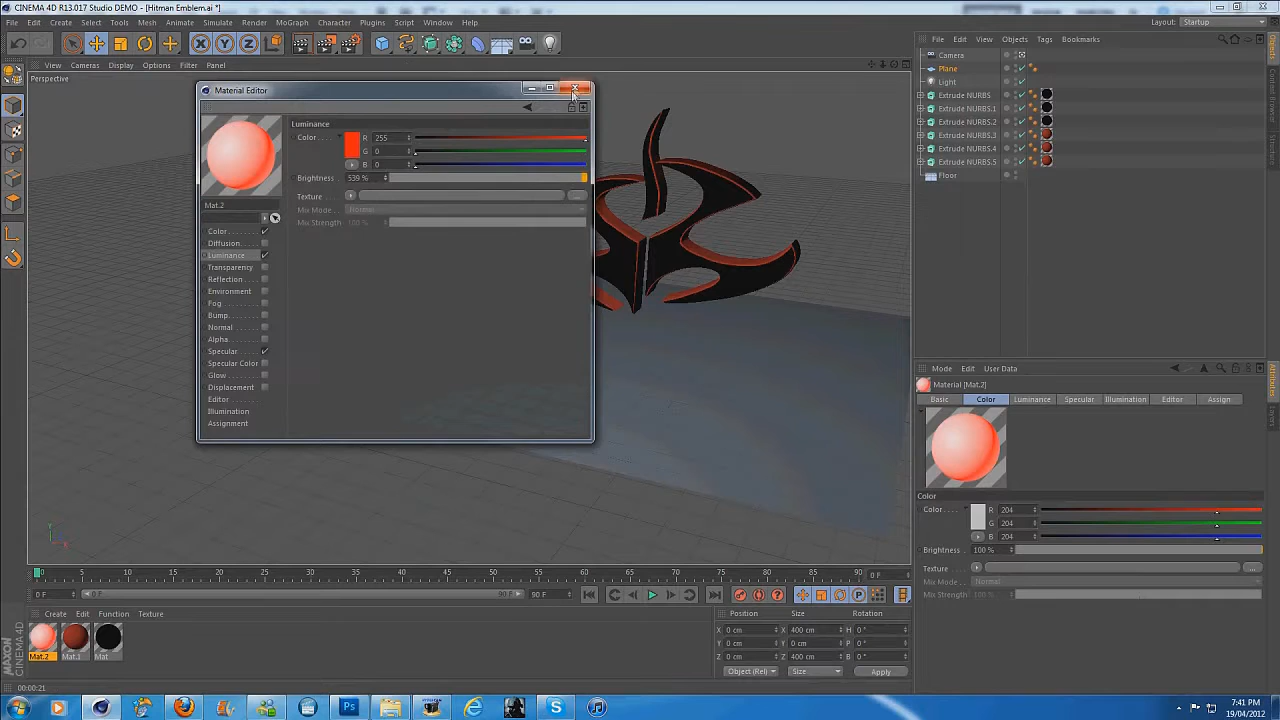 CINEMA 4D R13.017 Studio DEMO - [Hitman Emblem.ai *]
File Edit Create Select Tools Mesh Animate Simulate Render MoGraph Character Plugins Script Window Help
Layout: Startup
View Cameras Display Options Filter Panel
Perspective
Material Editor
Luminance
Color R 255
G 0
B 0
Brightness 539 %
Texture
Mix Mode Normal
Mix Strength 100 %
Mat.2
Color
Diffusion
Luminance
Transparency
Reflection
Environment
Fog
Bump
Normal
Alpha
Specular
Specular Color
Glow
Displacement
Editor
Illumination
Assignment
File Edit View Objects Tags Bookmarks
Camera
Plane
Light
Extrude NURBS
Extrude NURBS.1
Extrude NURBS.2
Extrude NURBS.3
Extrude NURBS.4
Extrude NURBS.5
Floor
Objects
Mode Edit User Data
Material [Mat.2]
Basic Color Luminance Specular Illumination Editor Assign
Attributes
Layers
Color
Color R 204
G 204
B 204
Brightness 100 %
Texture
Mix Mode Normal
Mix Strength 100 %
0 5 10 15 20 25 30 35 40 45 50 55 60 65 70 75 80 85 90 0 F
0 F 0 F 90 F 90 F
Create Edit Function Texture
Mat.2 Mat.1 Mat
Position Size Rotation
X 0 cm X 400 cm H 0 °
Y 0 cm Y 0 cm P 0 °
Z 0 cm Z 400 cm B 0 °
Object (Rel) Size Apply
MAXON CINEMA 4D
00:00:21
7:41 PM
19/04/2012